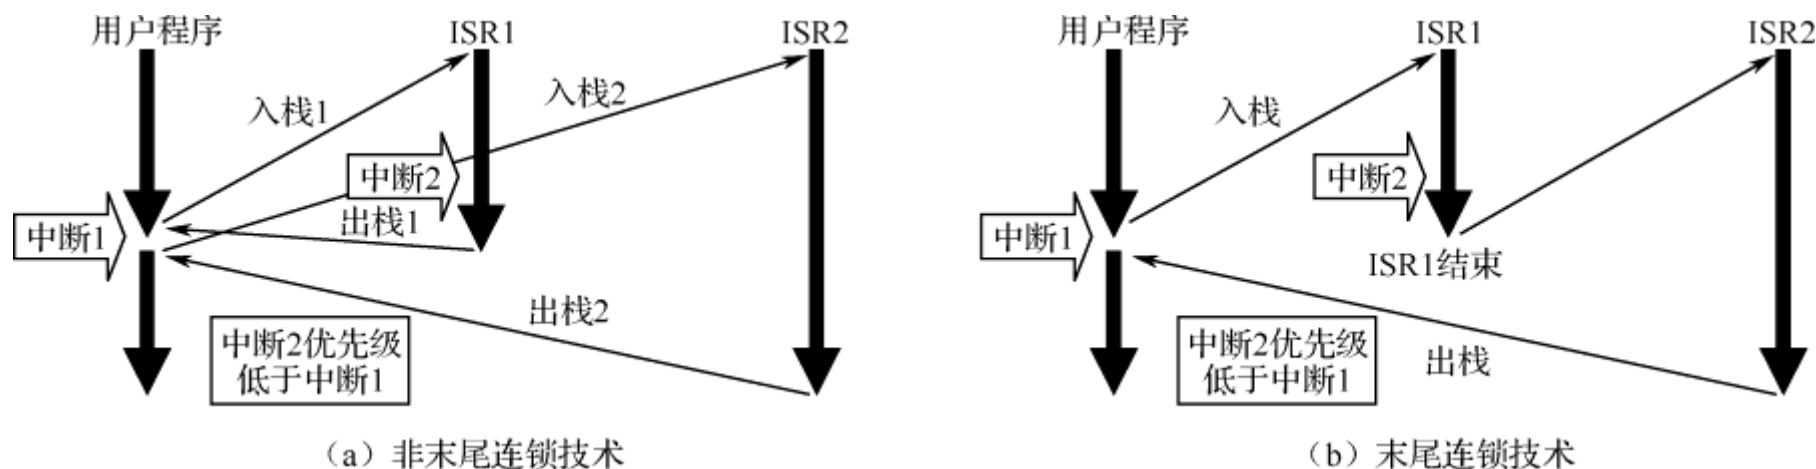 用户程序
ISR1
ISR2
入栈1
入栈2
中断2
中断1
出栈1
出栈2
中断2优先级
低于中断1
(a)非末尾连锁技术
用户程序
ISR1
ISR2
入栈
中断2
中断1
ISR1结束
中断2优先级
低于中断1
出栈
(b)末尾连锁技术